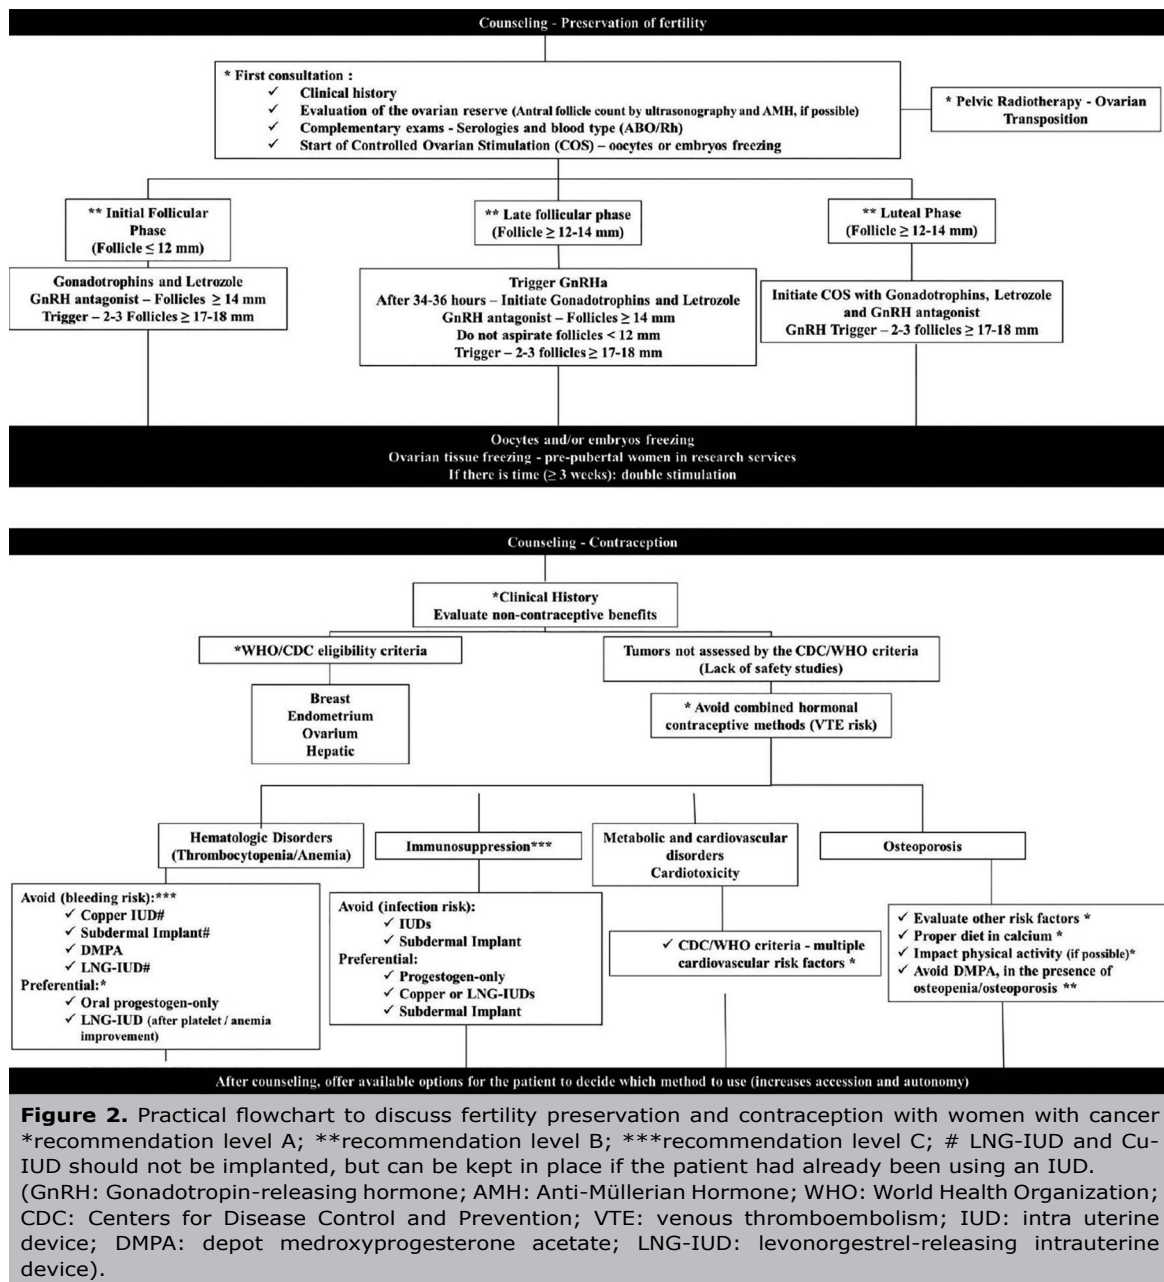 Counseling - Preservation of fertility
* First consultation :
✓ Clinical history
✓ Evaluation of the ovarian reserve (Antral follicle count by ultrasonography and AMH, if possible)
✓ Complementary exams - Serologies and blood type (ABO/Rh)
✓ Start of Controlled Ovarian Stimulation (COS) – oocytes or embryos freezing
* Pelvic Radiotherapy - Ovarian
Transposition
** Initial Follicular
Phase
(Follicle ≤ 12 mm)
** Late follicular phase
(Follicle ≥ 12-14 mm)
** Luteal Phase
(Follicle ≥ 12-14 mm)
Gonadotrophins and Letrozole
GnRH antagonist – Follicles ≥ 14 mm
Trigger – 2-3 Follicles ≥ 17-18 mm
Trigger GnRHa
After 34-36 hours – Initiate Gonadotrophins and Letrozole
GnRH antagonist – Follicles ≥ 14 mm
Do not aspirate follicles < 12 mm
Trigger – 2-3 follicles ≥ 17-18 mm
Initiate COS with Gonadotrophins, Letrozole
and GnRH antagonist
GnRH Trigger – 2-3 follicles ≥ 17-18 mm
Oocytes and/or embryos freezing
Ovarian tissue freezing - pre-pubertal women in research services
If there is time (≥ 3 weeks): double stimulation
Counseling - Contraception
*Clinical History
Evaluate non-contraceptive benefits
*WHO/CDC eligibility criteria
Tumors not assessed by the CDC/WHO criteria
(Lack of safety studies)
Breast
Endometrium
Ovarium
Hepatic
* Avoid combined hormonal
contraceptive methods (VTE risk)
Hematologic Disorders
(Thrombocytopenia/Anemia)
Immunosuppression***
Metabolic and cardiovascular
disorders
Cardiotoxicity
Osteoporosis
Avoid (bleeding risk):***
✓ Copper IUD#
✓ Subdermal Implant#
✓ DMPA
✓ LNG-IUD#
Preferential:*
✓ Oral progestogen-only
✓ LNG-IUD (after platelet / anemia
improvement)
Avoid (infection risk):
✓ IUDs
✓ Subdermal Implant
Preferential:
✓ Progestogen-only
✓ Copper or LNG-IUDs
✓ Subdermal Implant
✓ CDC/WHO criteria - multiple
cardiovascular risk factors *
✓ Evaluate other risk factors *
✓ Proper diet in calcium *
✓ Impact physical activity (if possible)*
✓ Avoid DMPA, in the presence of
osteopenia/osteoporosis **
After counseling, offer available options for the patient to decide which method to use (increases accession and autonomy)
Figure 2. Practical flowchart to discuss fertility preservation and contraception with women with cancer
*recommendation level A; **recommendation level B; ***recommendation level C; # LNG-IUD and Cu-
IUD should not be implanted, but can be kept in place if the patient had already been using an IUD.
(GnRH: Gonadotropin-releasing hormone; AMH: Anti-Müllerian Hormone; WHO: World Health Organization;
CDC: Centers for Disease Control and Prevention; VTE: venous thromboembolism; IUD: intra uterine
device; DMPA: depot medroxyprogesterone acetate; LNG-IUD: levonorgestrel-releasing intrauterine
device).